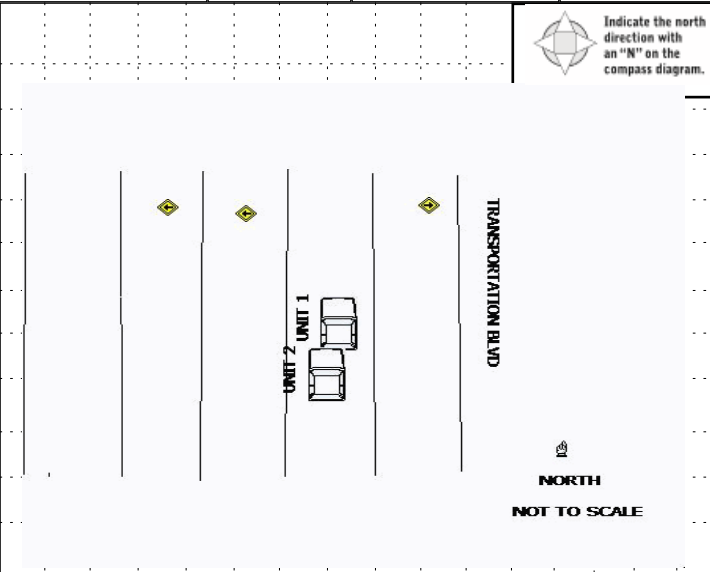 Indicate the north
direction with
an “N” on the
compass diagram.
TRANSPORTATION BLVD
UNIT 1
UNIT 2
NORTH
NOT TO SCALE